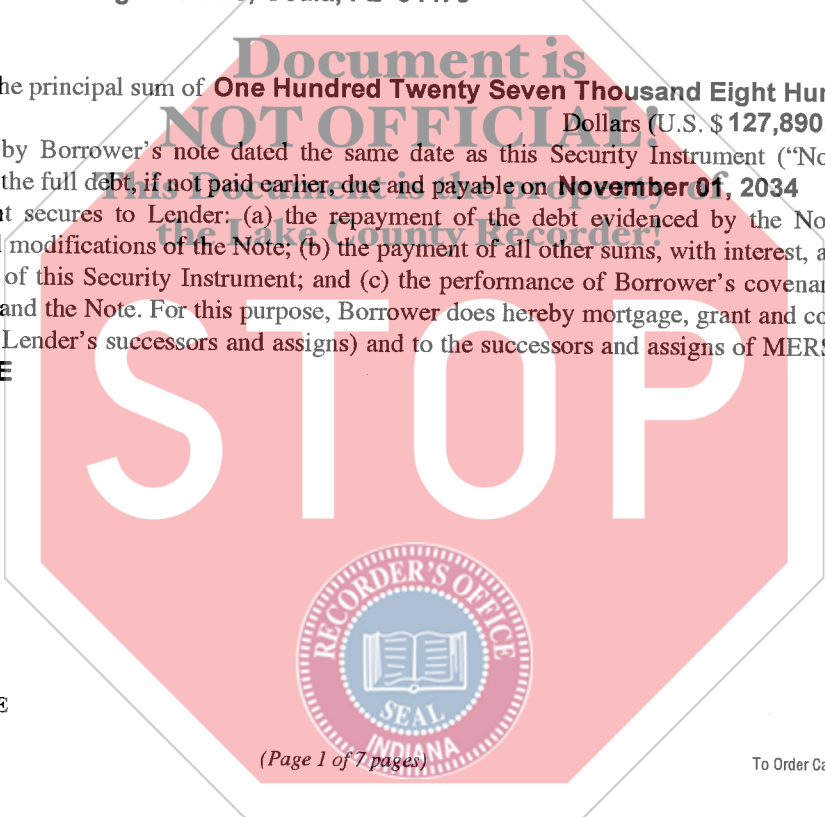 Document is
he principal sum of One Hundred Twenty Seven Thousand Eight Hun
NOT OFFICIAL!
Dollars (U.S. $ 127,890
by Borrower's note dated the same date as this Security Instrument ("No
This Document is the property of
the full debt, if not paid earlier, due and payable on November 01, 2034
t secures to Lender: (a) the repayment of the debt evidenced by the No
the Lake County Recorder!
modifications of the Note; (b) the payment of all other sums, with interest, a
of this Security Instrument; and (c) the performance of Borrower's covenan
and the Note. For this purpose, Borrower does hereby mortgage, grant and co
Lender's successors and assigns) and to the successors and assigns of MERS
E
STOP
RECORDER'S OFFICE
SEAL
INDIANA
E
(Page 1 of 7 pages)
To Order Ca